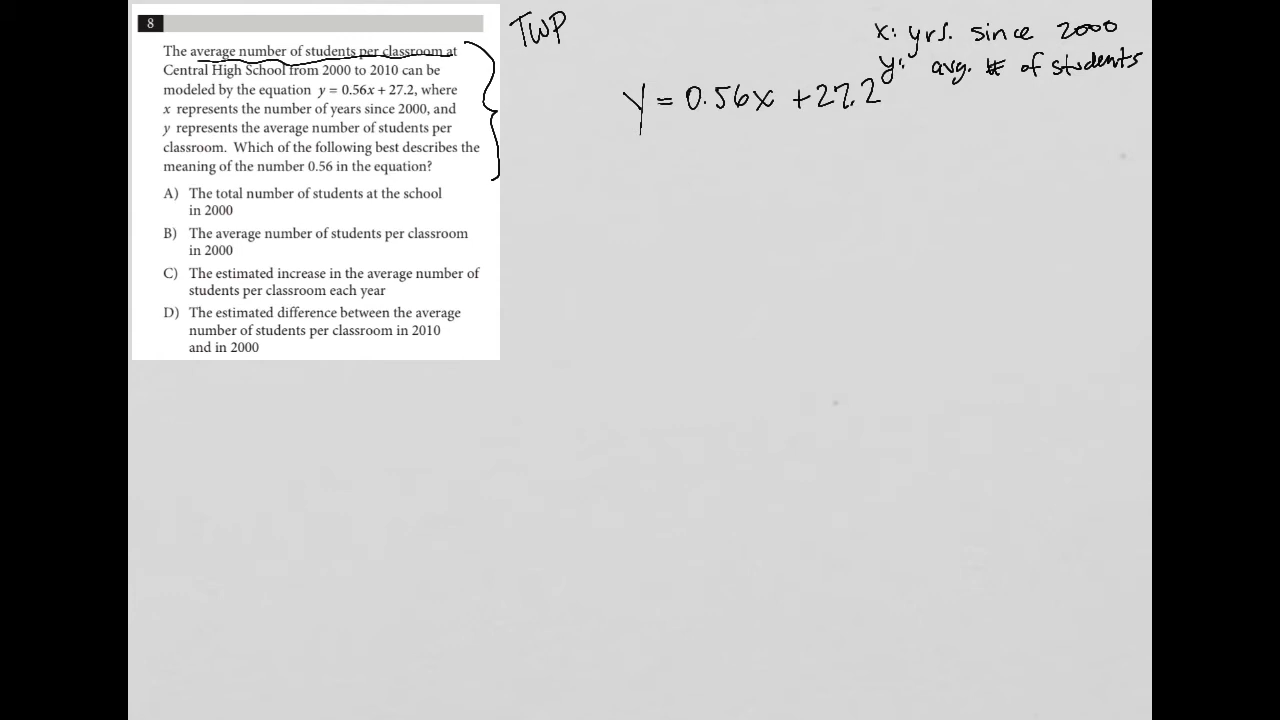 8
The average number of students per classroom at
Central High School from 2000 to 2010 can be
modeled by the equation y = 0.56x + 27.2, where
x represents the number of years since 2000, and
y represents the average number of students per
classroom. Which of the following best describes the
meaning of the number 0.56 in the equation?
A) The total number of students at the school
in 2000
B) The average number of students per classroom
in 2000
C) The estimated increase in the average number of
students per classroom each year
D) The estimated difference between the average
number of students per classroom in 2010
and in 2000
TWP
x: yrs. since 2000
y: avg. # of students
y = 0.56x + 27.2